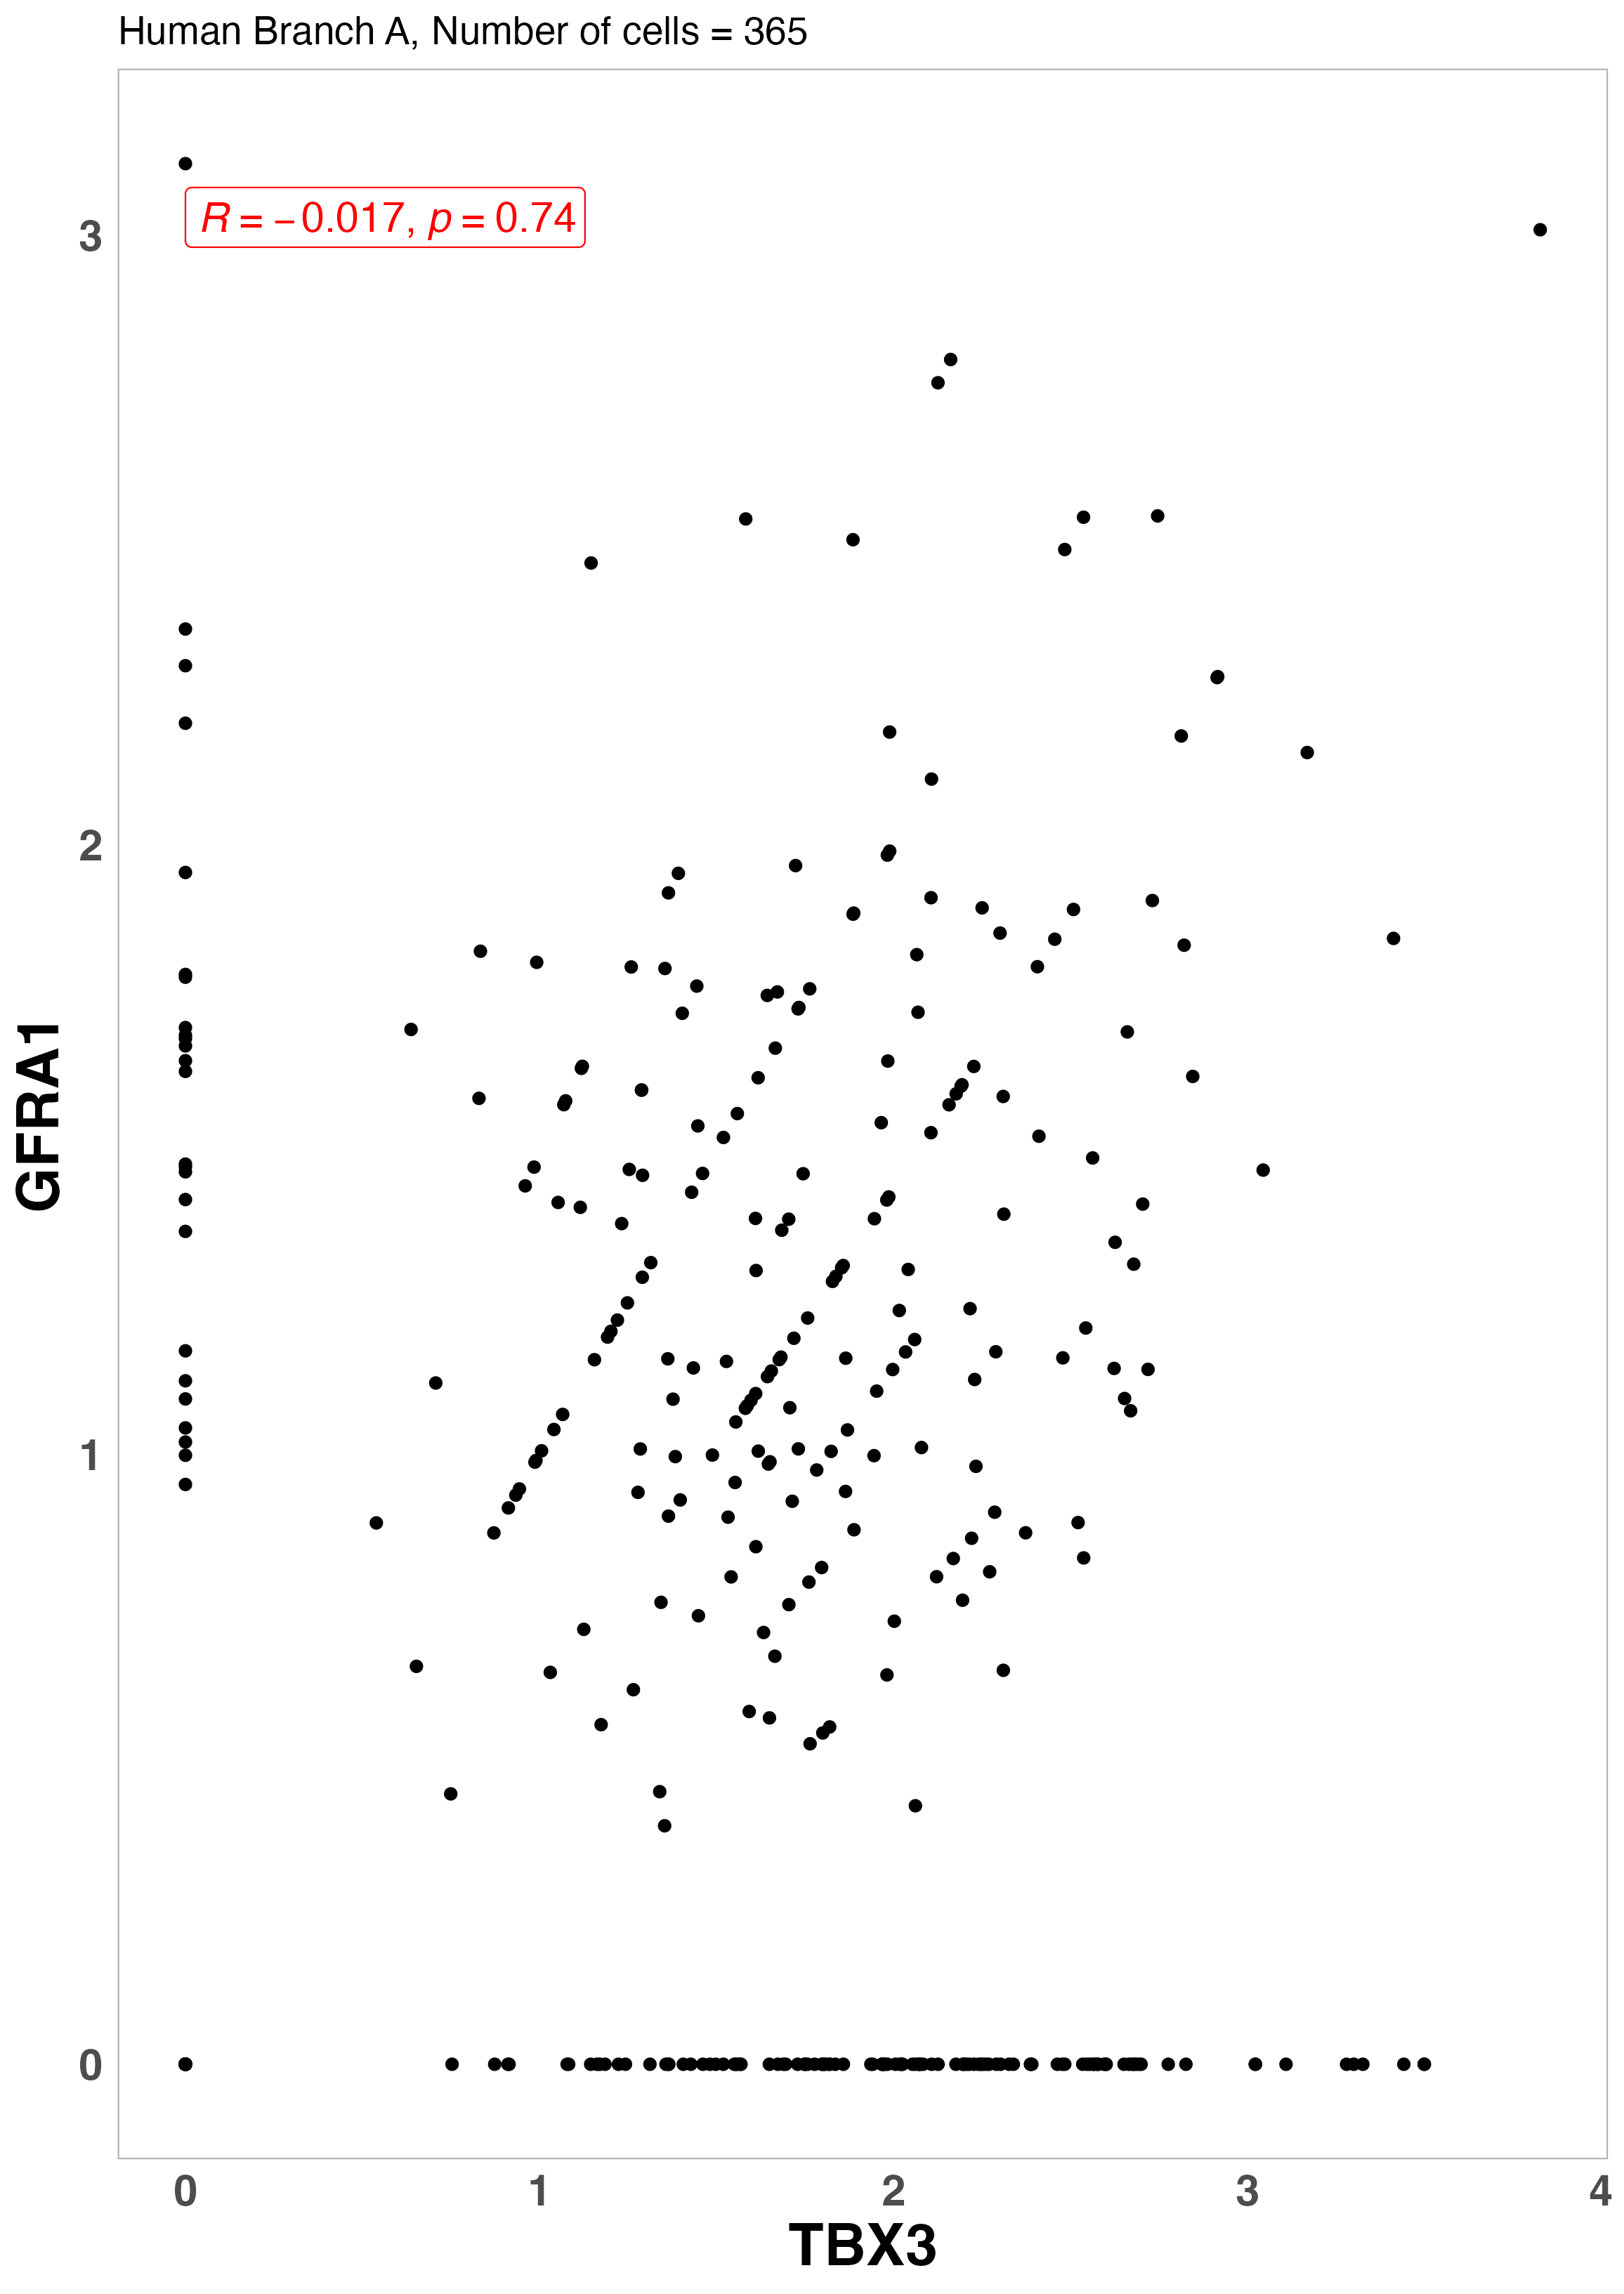 Human Branch A, Number of cells = 365
R = −0.017, p = 0.74
3
2
1
0
GFRA1
0 1 2 3 4
TBX3